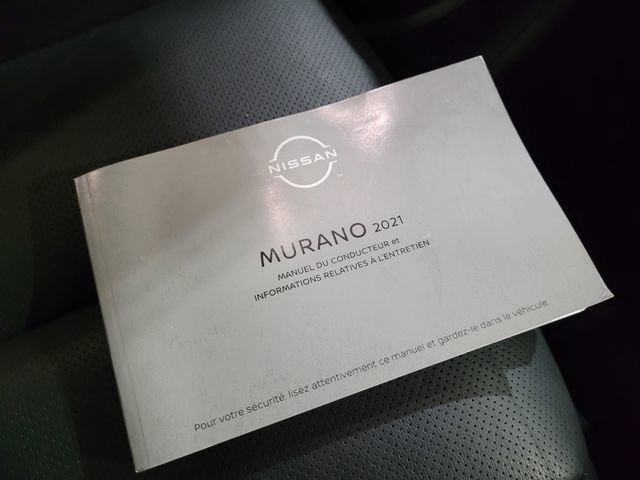 NISSAN
MURANO 2021
MANUEL DU CONDUCTEUR et
INFORMATIONS RELATIVES À L'ENTRETIEN
Pour votre sécurité, lisez attentivement ce manuel et gardez-le dans le véhicule.